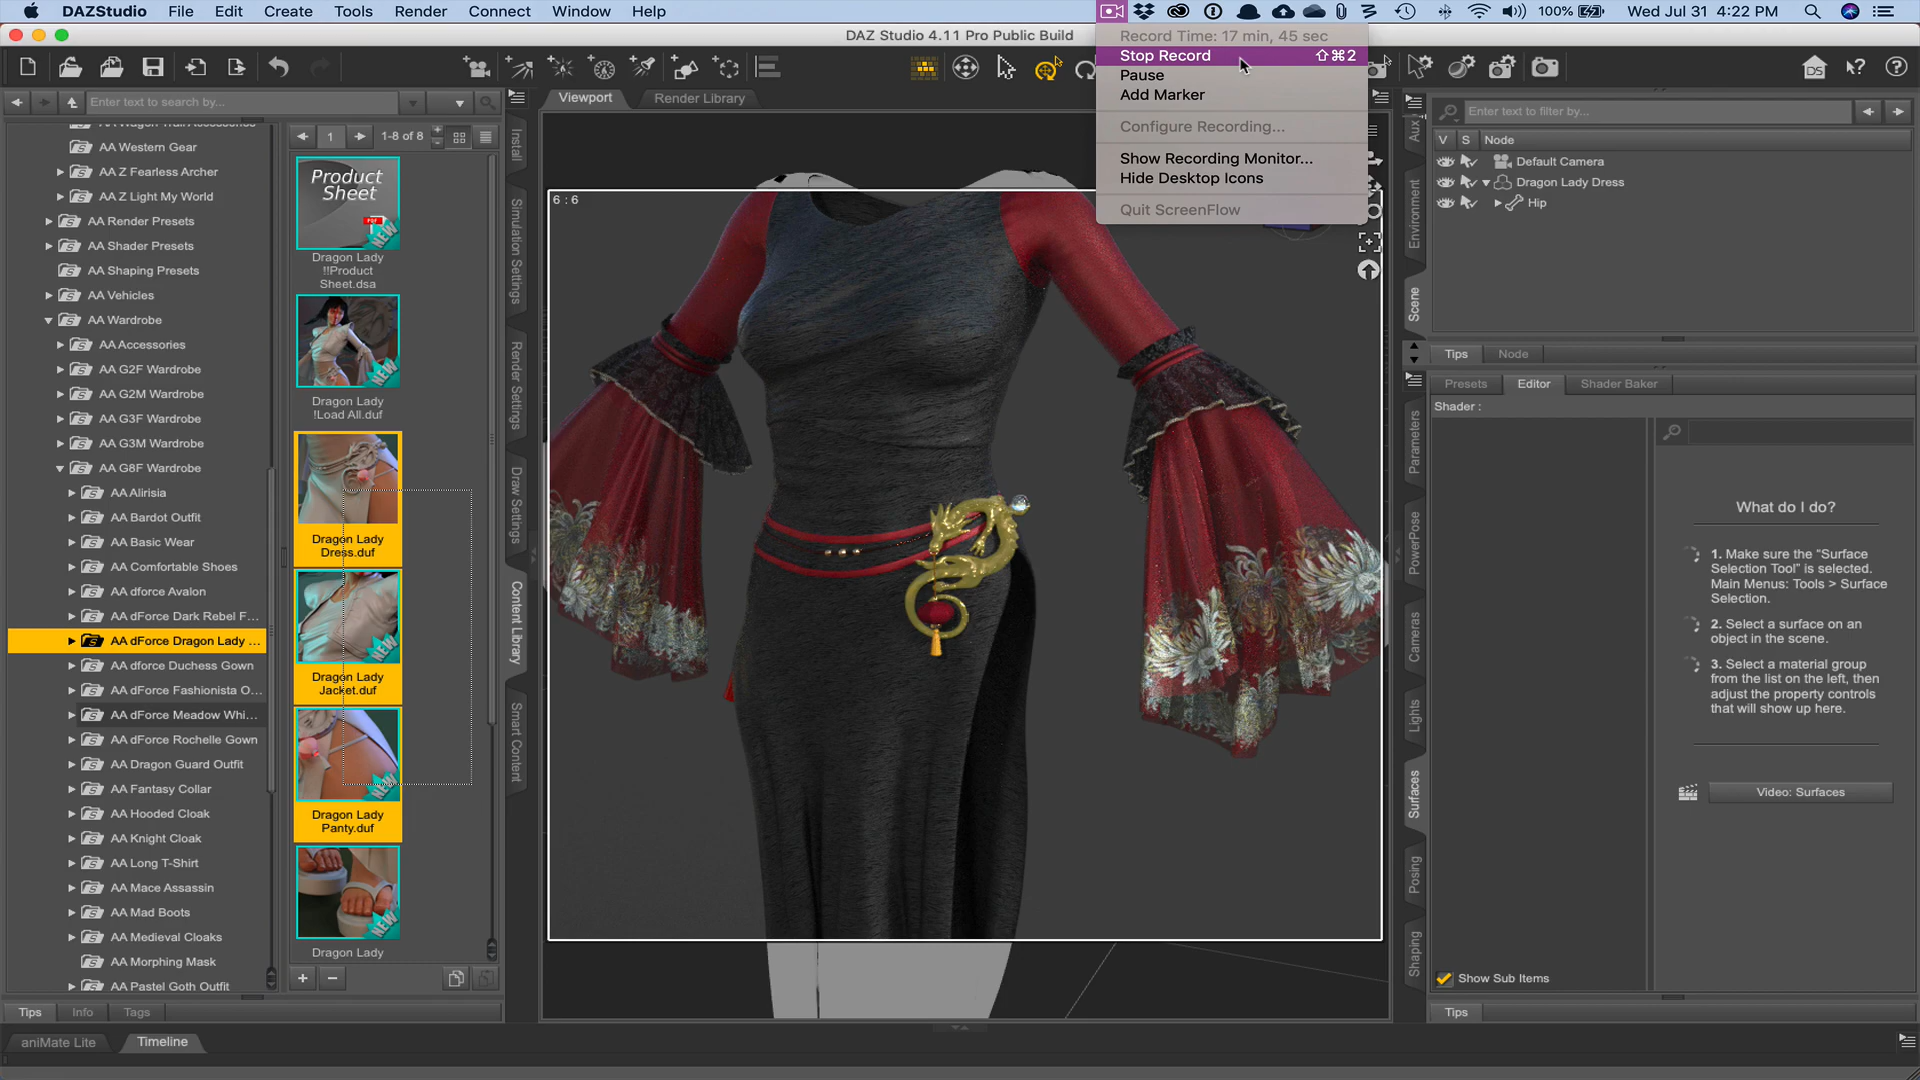 DAZStudio File Edit Create Tools Render Connect Window Help
100% Wed Jul 31 4:22 PM
DAZ Studio 4.11 Pro Public Build
Record Time: 17 min, 45 sec
Stop Record ⇧⌘2
Pause
Add Marker
Configure Recording...
Show Recording Monitor...
Hide Desktop Icons
Quit ScreenFlow
Enter text to search by...
AA Western Gear
AA Z Fearless Archer
AA Z Light My World
AA Render Presets
AA Shader Presets
AA Shaping Presets
AA Vehicles
AA Wardrobe
AA Accessories
AA G2F Wardrobe
AA G2M Wardrobe
AA G3F Wardrobe
AA G3M Wardrobe
AA G8F Wardrobe
AA Alirisia
AA Bardot Outfit
AA Basic Wear
AA Comfortable Shoes
AA dforce Avalon
AA dForce Dark Rebel F...
AA dForce Dragon Lady ...
AA dforce Duchess Gown
AA dForce Fashionista O...
AA dForce Meadow Whi...
AA dForce Rochelle Gown
AA Dragon Guard Outfit
AA Fantasy Collar
AA Hooded Cloak
AA Knight Cloak
AA Long T-Shirt
AA Mace Assassin
AA Mad Boots
AA Medieval Cloaks
AA Morphing Mask
AA Pastel Goth Outfit
1 1-8 of 8
Product
Sheet
PDF
NEW
Dragon Lady
!!Product
Sheet.dsa
NEW
Dragon Lady
!Load All.duf
Dragon Lady
Dress.duf
NEW
Dragon Lady
Jacket.duf
NEW
Dragon Lady
Panty.duf
NEW
Dragon Lady
Install
Simulation Settings
Render Settings
Draw Settings
Content Library
Smart Content
Viewport Render Library
6 : 6
Aux
Environment
Scene
Enter text to filter by...
V S Node
Default Camera
Dragon Lady Dress
Hip
Tips Node
Parameters
PowerPose
Cameras
Lights
Surfaces
Posing
Shaping
Presets Editor Shader Baker
Shader :
What do I do?
1. Make sure the "Surface
Selection Tool" is selected.
Main Menus: Tools > Surface
Selection.
2. Select a surface on an
object in the scene.
3. Select a material group
from the list on the left, then
adjust the property controls
that will show up here.
Video: Surfaces
Show Sub Items
Tips
DS
Tips Info Tags
aniMate Lite Timeline